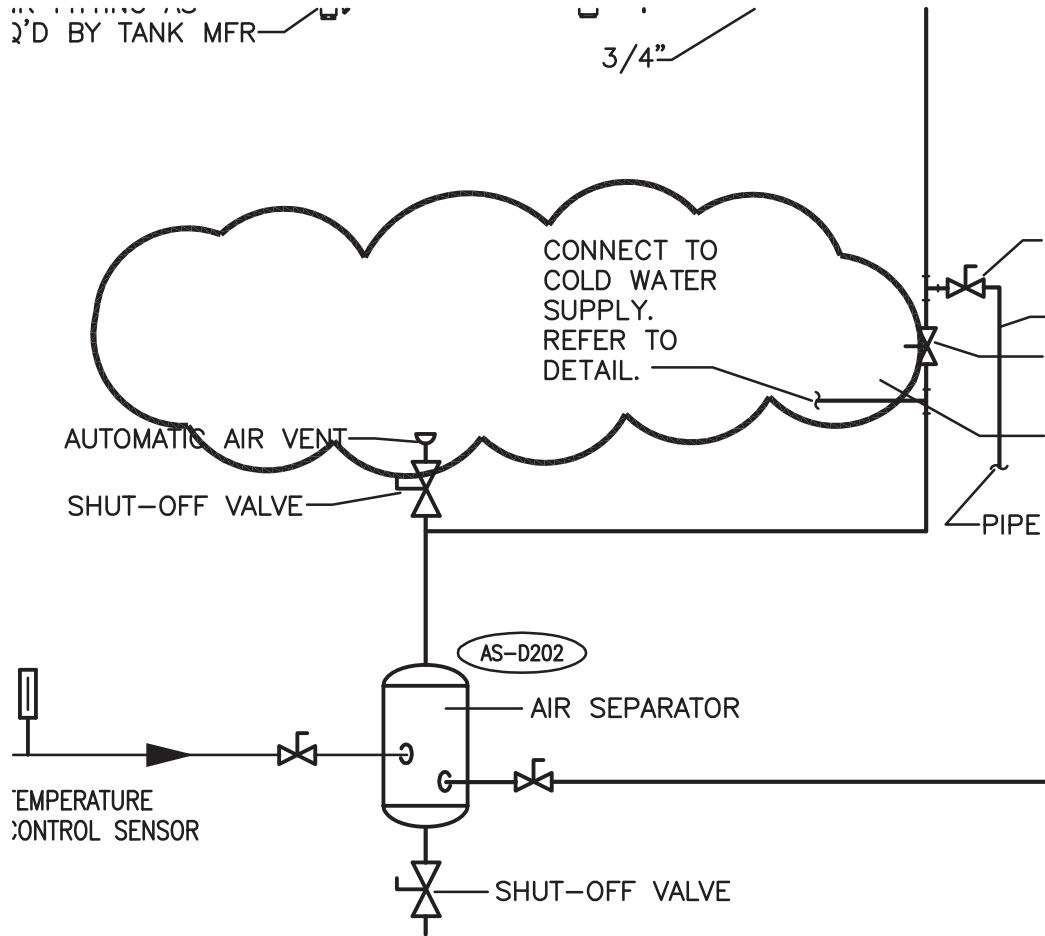 Q'D BY TANK MFR
3/4"
CONNECT TO
COLD WATER
SUPPLY.
REFER TO
DETAIL.
AUTOMATIC AIR VENT
SHUT-OFF VALVE
PIPE
AS-D202
AIR SEPARATOR
TEMPERATURE
CONTROL SENSOR
SHUT-OFF VALVE